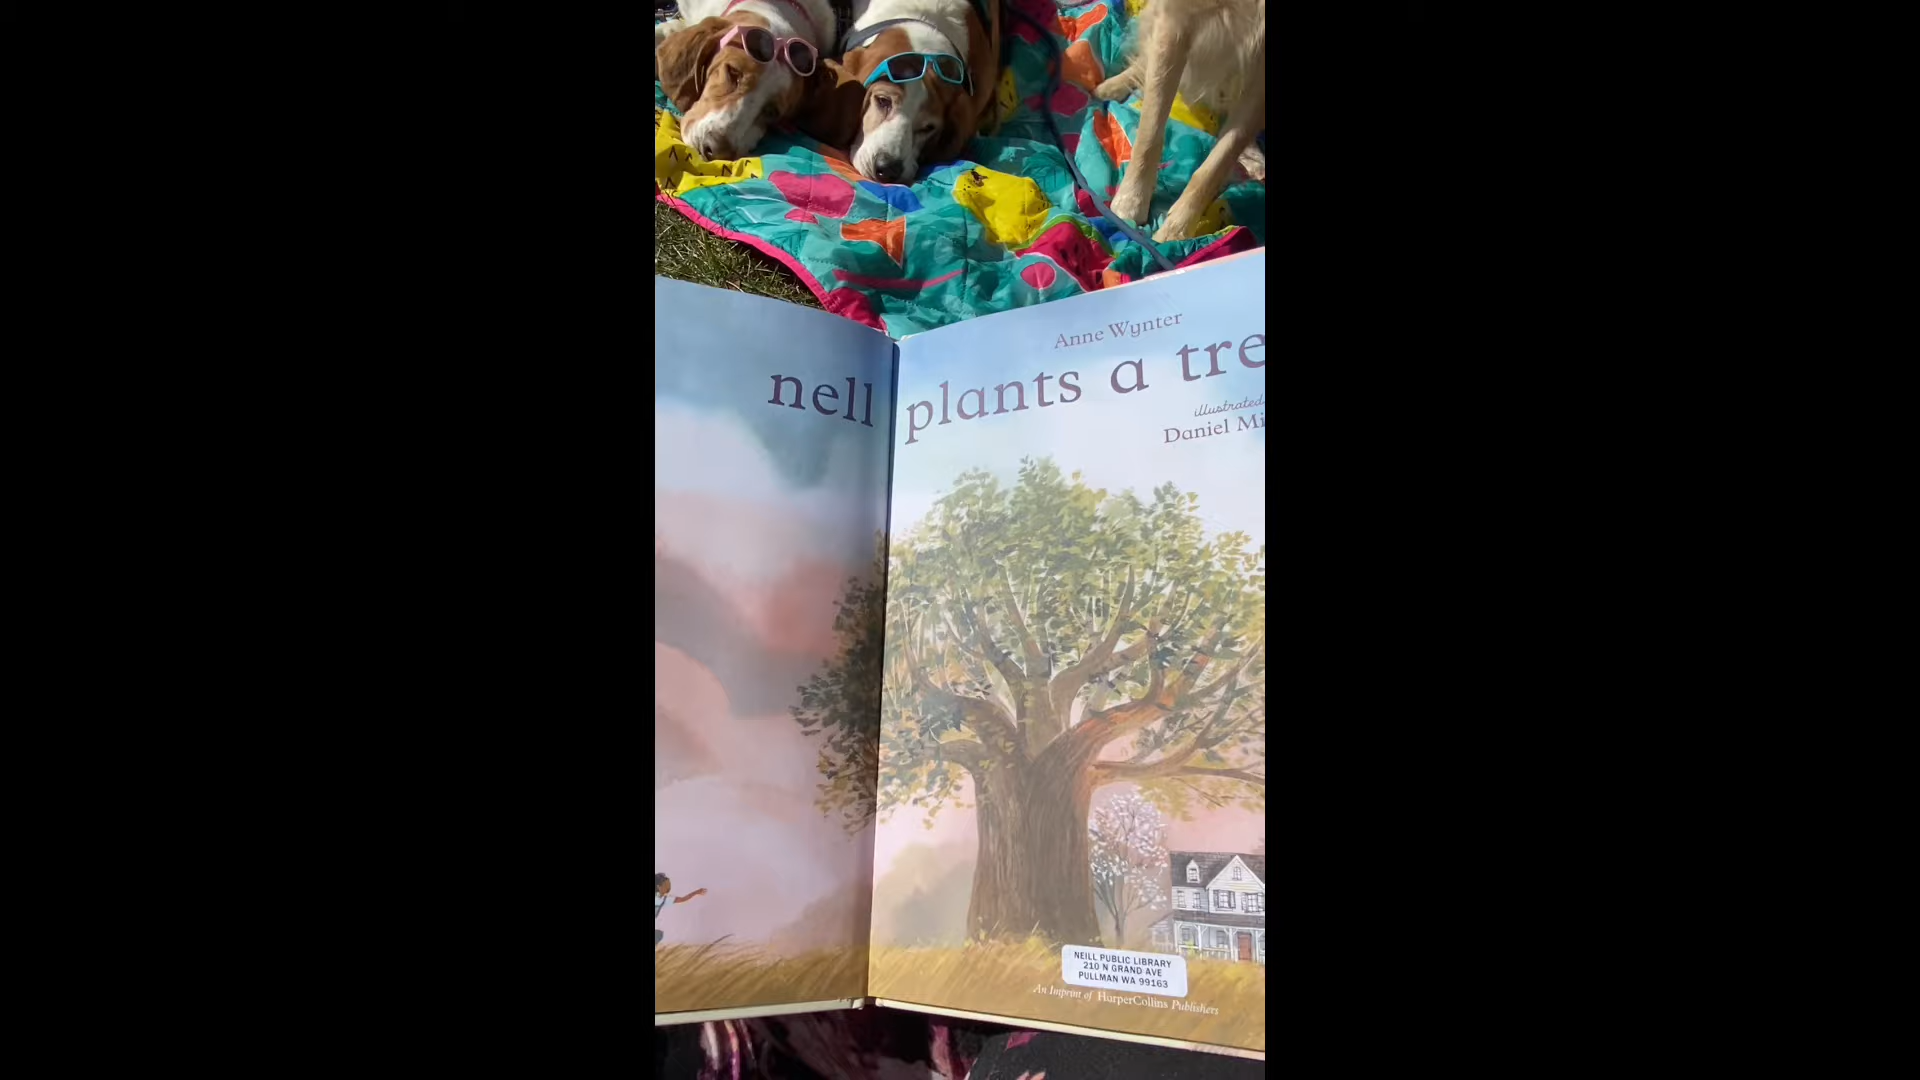 Anne Wynter
nell plants a tre
illustrated
Daniel Mi
NEILL PUBLIC LIBRARY
210 N GRAND AVE
PULLMAN WA 99163
An Imprint of HarperCollins Publishers